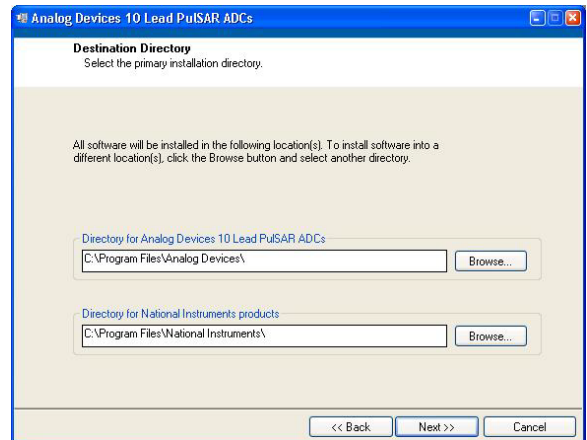 Analog Devices 10 Lead PulSAR ADCs
Destination Directory
Select the primary installation directory.
All software will be installed in the following location(s). To install software into a
different location(s), click the Browse button and select another directory.
Directory for Analog Devices 10 Lead PulSAR ADCs
C:\Program Files\Analog Devices\
Browse...
Directory for National Instruments products
C:\Program Files\National Instruments\
Browse...
<< Back
Next >>
Cancel